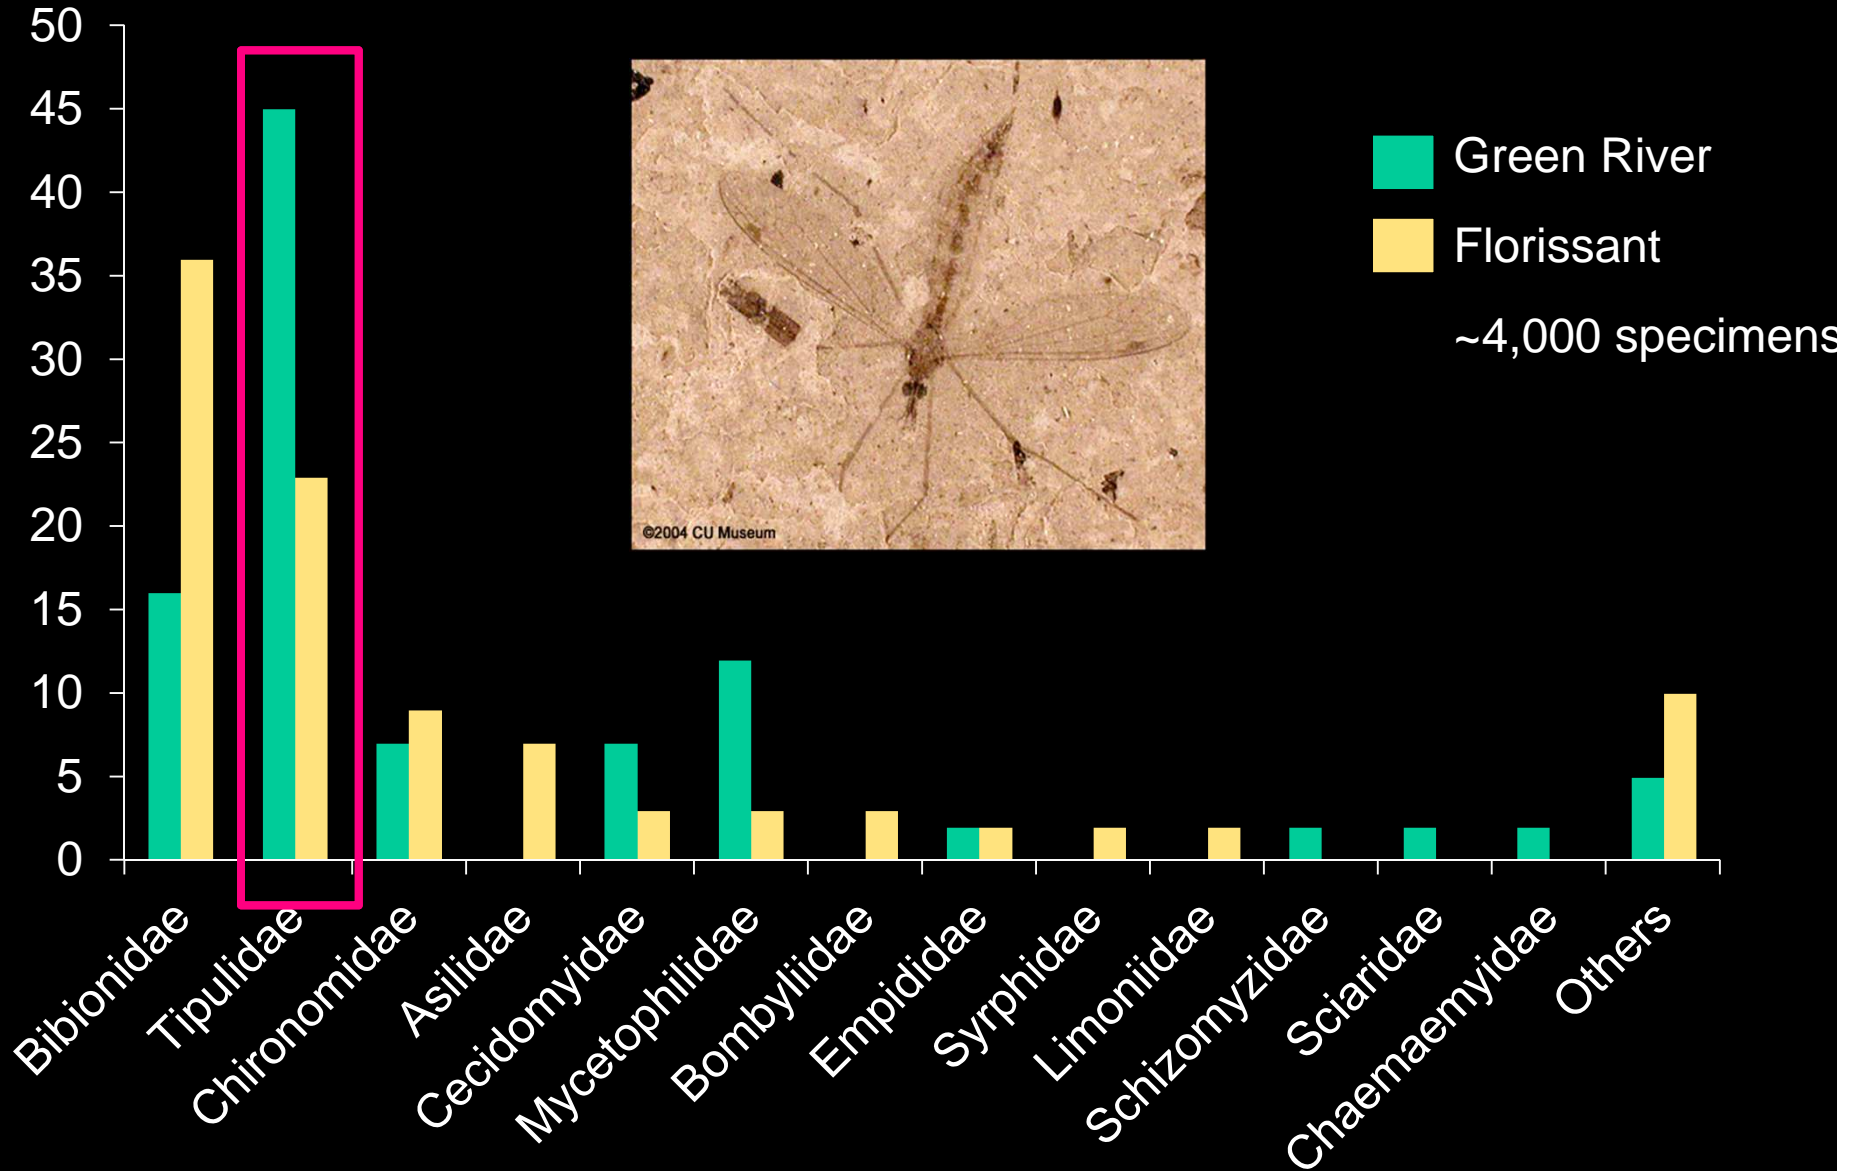 50
45
40
35
30
25
20
15
10
5
0
Green River
Florissant
~4,000 specimens
©2004 CU Museum
Bibionidae
Tipulidae
Chironomidae
Asilidae
Cecidomyidae
Mycetophilidae
Bombyliidae
Empididae
Syrphidae
Limoniidae
Schizomyzidae
Sciaridae
Chaemaemyidae
Others